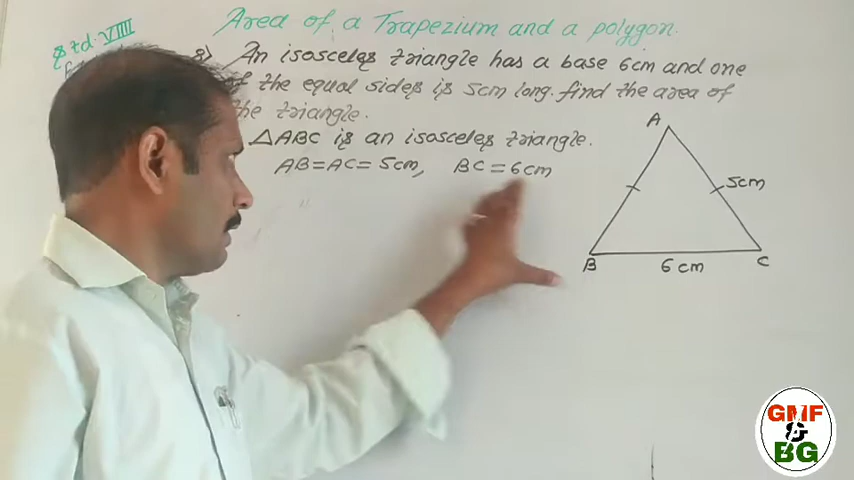 Area of a Trapezium and a polygon.
Std. VIII
8) An isosceles triangle has a base 6cm and one
of the equal sides is 5cm long. find the area of
the triangle.
△ABC is an isosceles triangle.
AB=AC= 5cm, BC = 6cm
A
5cm
B
6 cm
C
GMF
&
BG